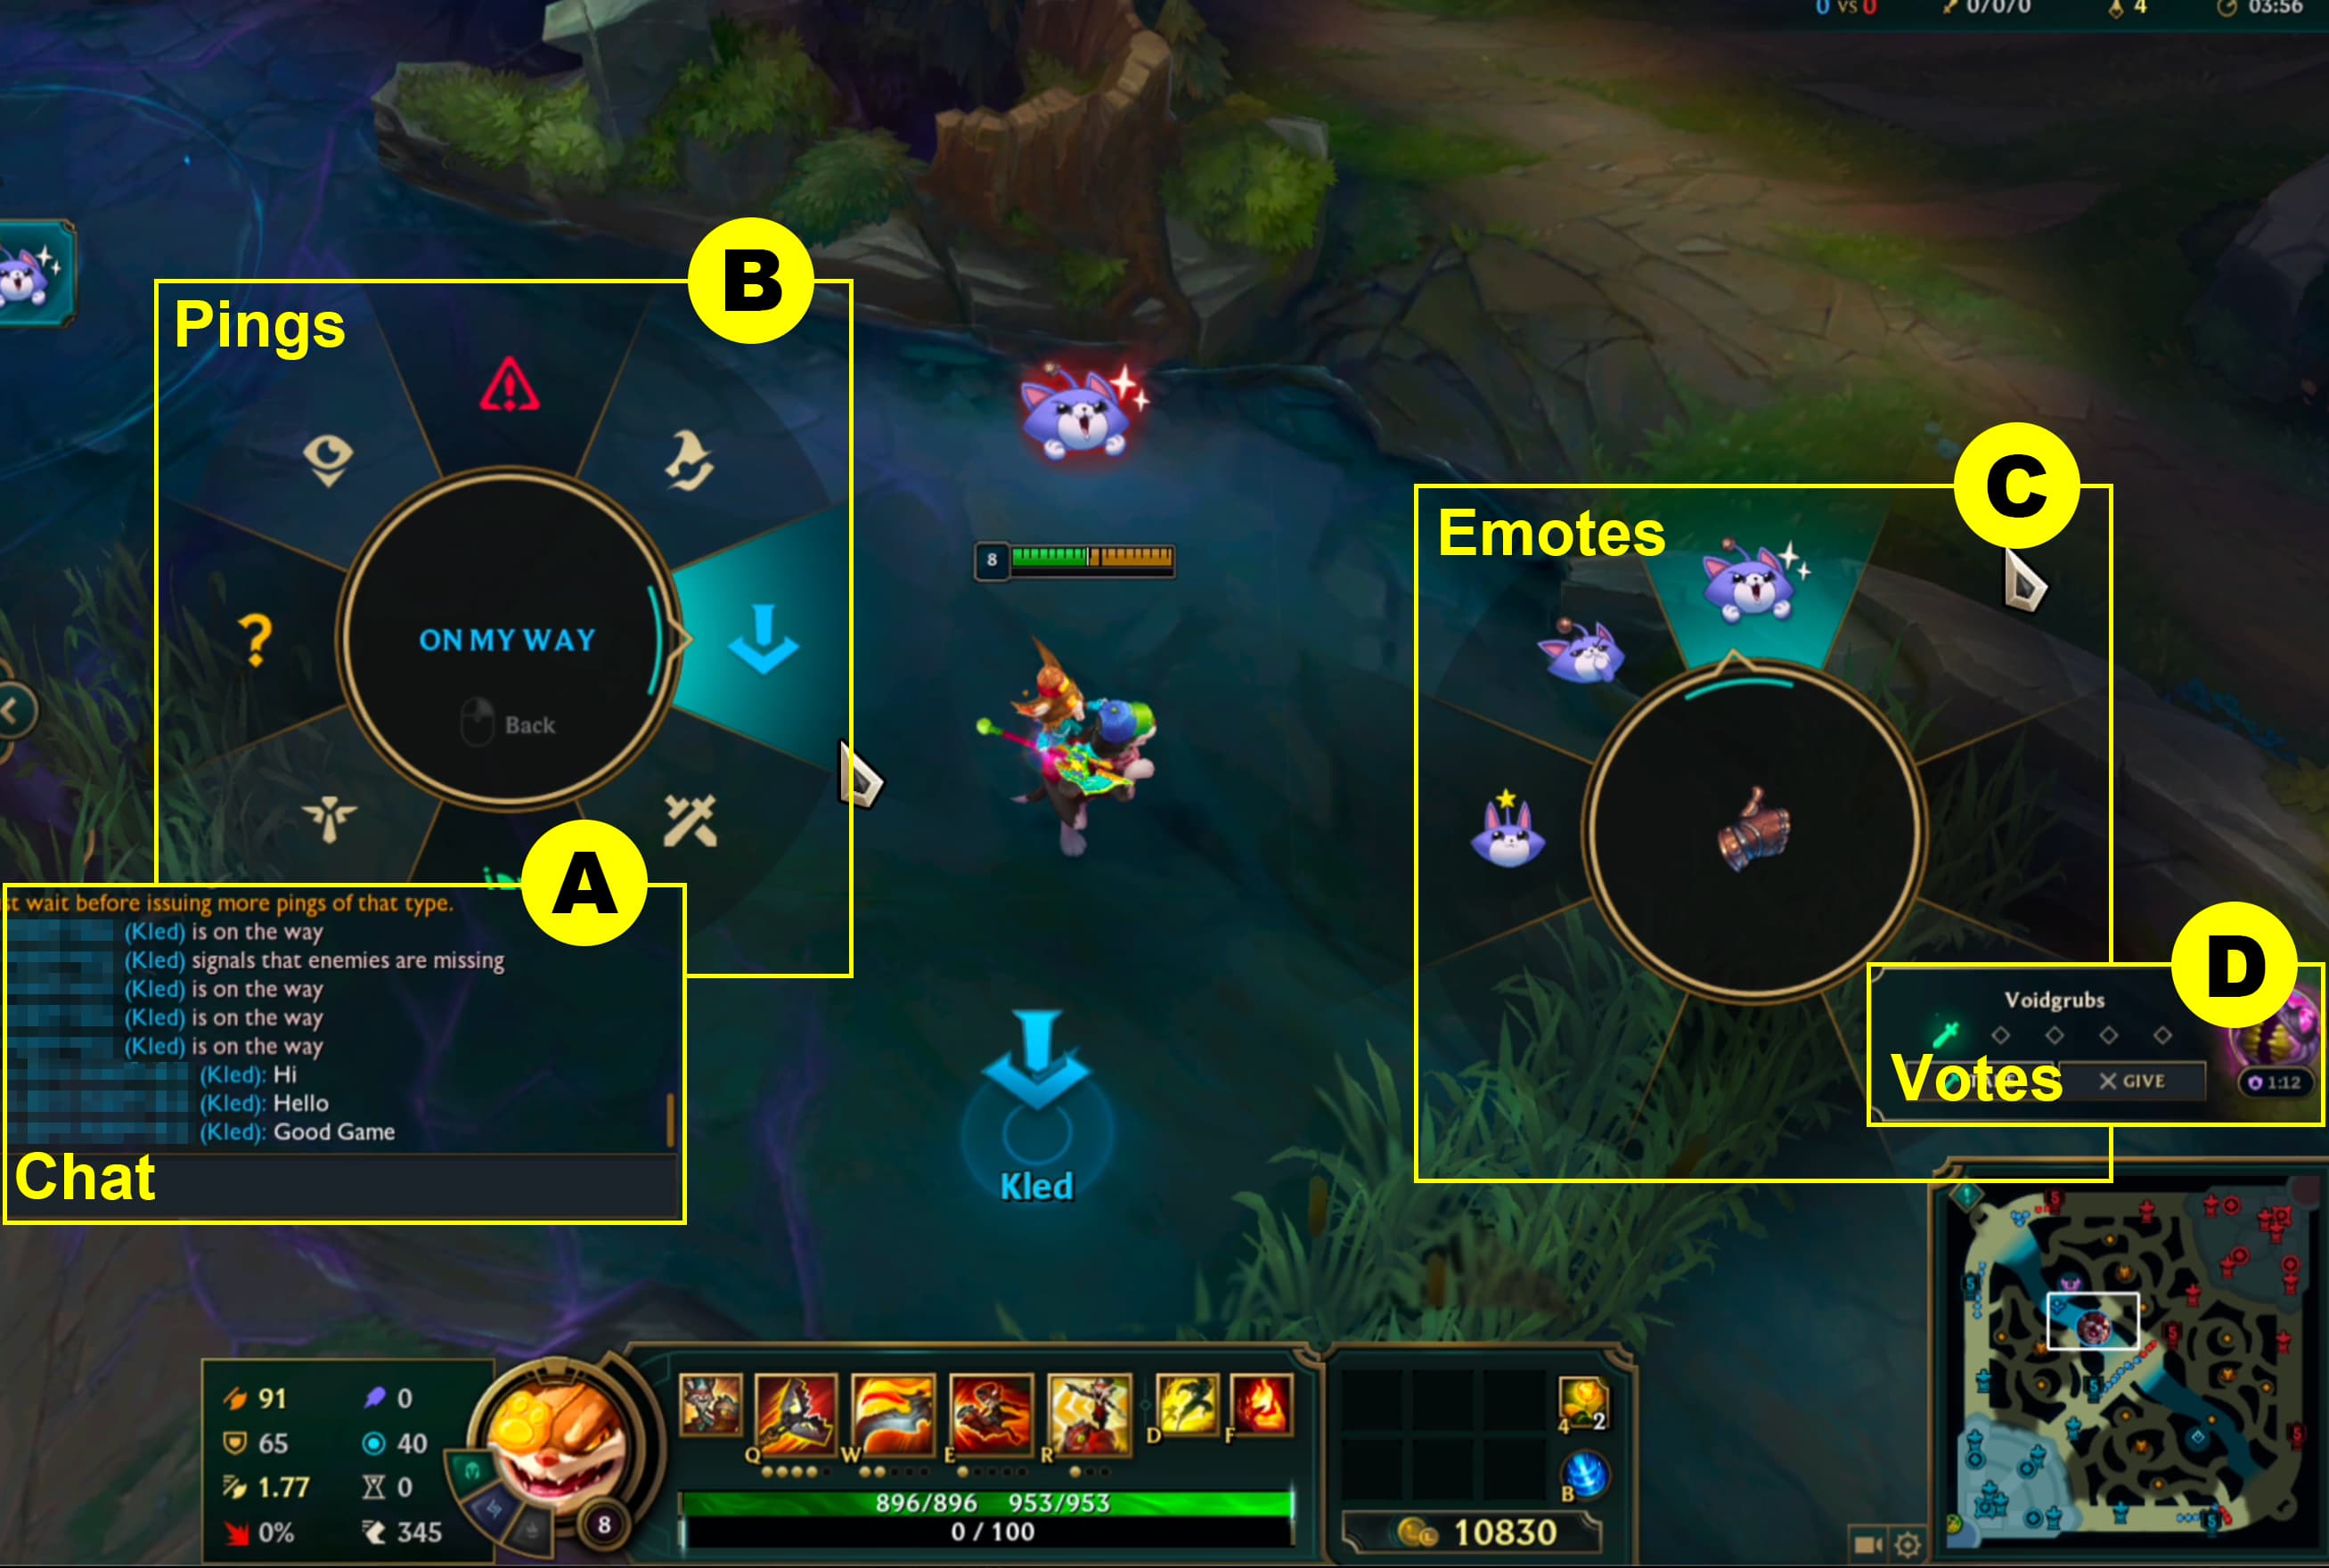 0 vs 0 0/0/0 4 03:56
B
Pings
C
Emotes
8
ON MY WAY
Back
A
st wait before issuing more pings of that type.
(Kled) is on the way
(Kled) signals that enemies are missing
(Kled) is on the way
(Kled) is on the way
(Kled) is on the way
(Kled): Hi
(Kled): Hello
(Kled): Good Game
Chat
D
Voidgrubs
Votes
GIVE
1:12
Kled
91 0
65 40
1.77 0
0% 345
8
Q W E R D F
896/896 953/953
0 / 100
4 2
B
10830